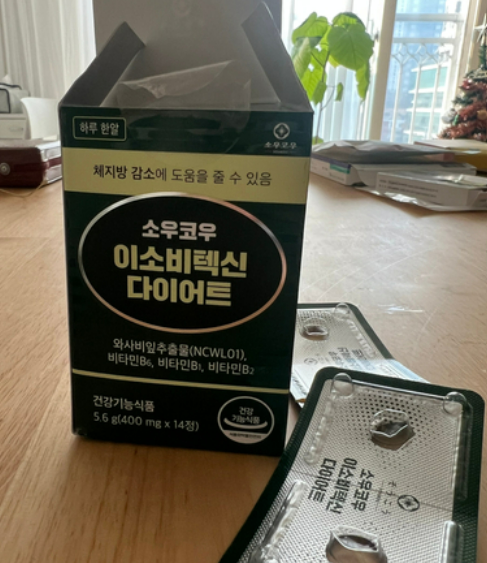 하루 한알
소우코우
체지방 감소에 도움을 줄 수 있음
소우코우
이소비텍신
다이어트
와사비잎추출물(NCWL01),
비타민B₆, 비타민B₁, 비타민B₂
건강기능식품
5.6 g(400 mg x 14정)
건강
기능식품
소우코우
이소비텍신
다이어트